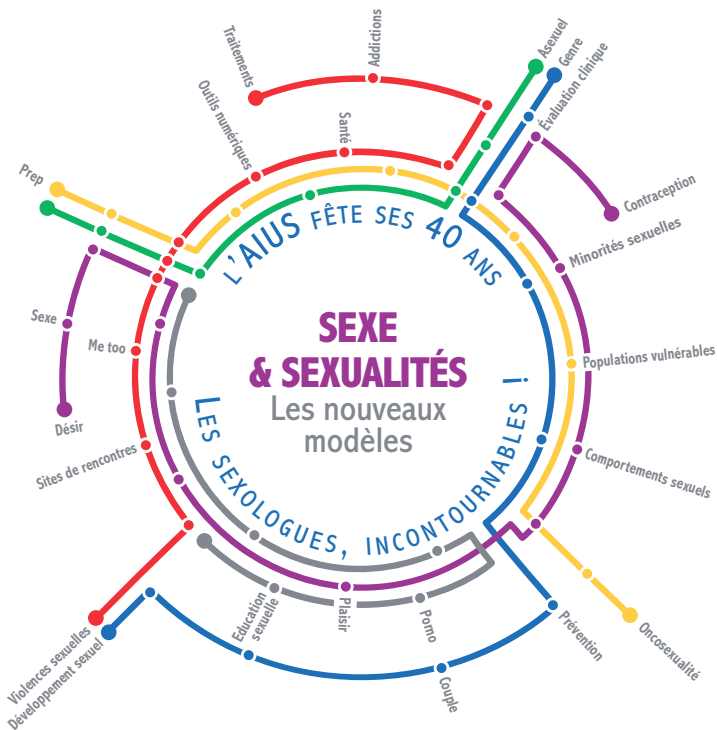 L'AIUS FÊTE SES 40 ANS
SEXE
& SEXUALITÉS
Les nouveaux
modèles
LES SEXOLOGUES, INCONTOURNABLES !
Prep
Outils numériques
Traitements
Santé
Addictions
Asexuel
Genre
Évaluation clinique
Contraception
Minorités sexuelles
Populations vulnérables
Comportements sexuels
Oncosexualité
Prévention
Couple
Porno
Plaisir
Education
sexuelle
Développement sexuel
Violences sexuelles
Sites de rencontres
Désir
Me too
Sexe